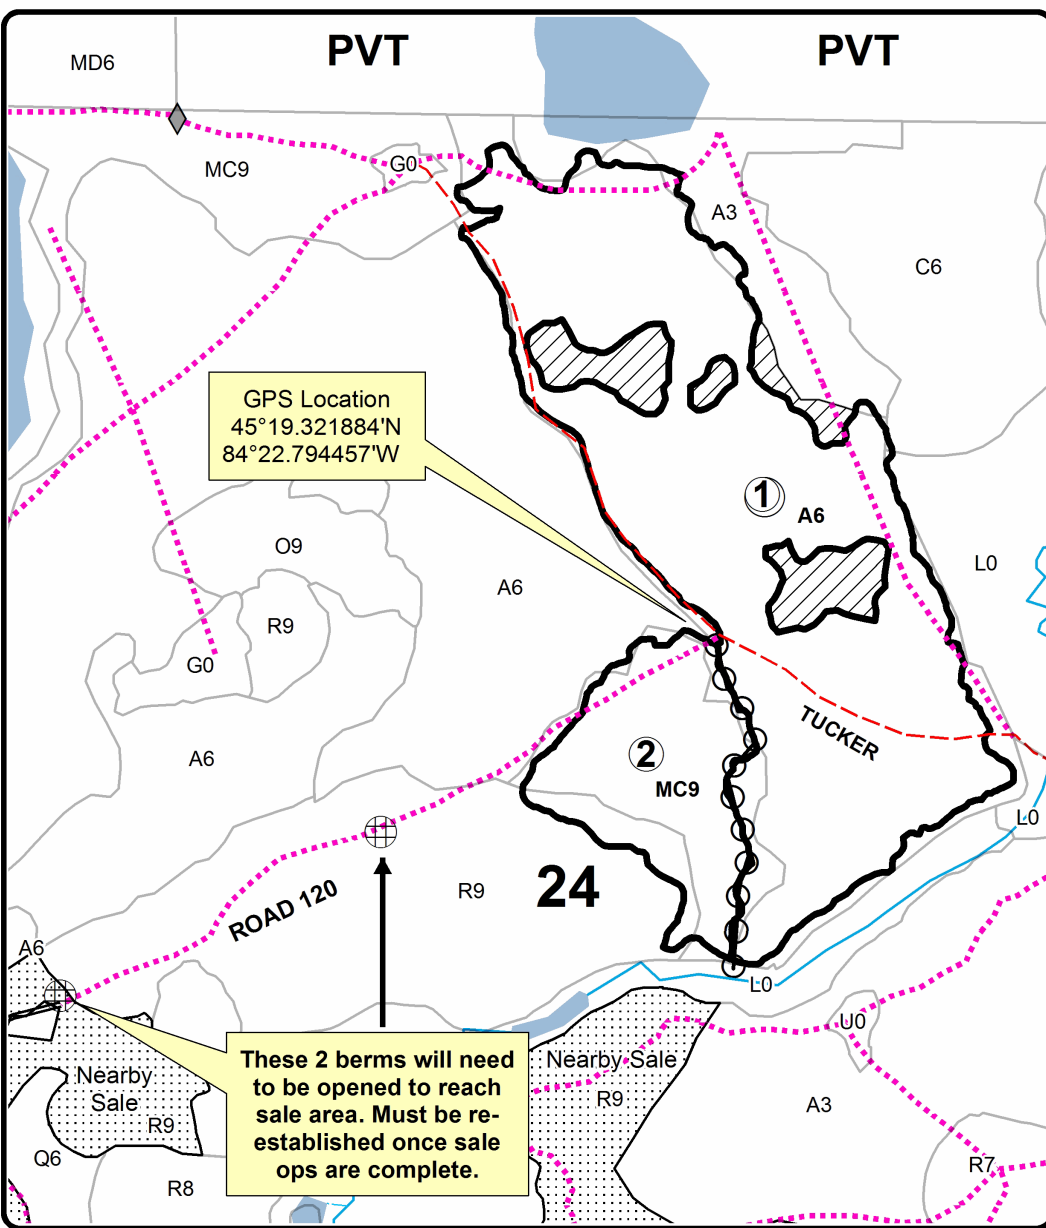 PVT
PVT
MD6
MC9
G0
A3
C6
GPS Location
45°19.321884'N
84°22.794457'W
1
A6
O9
L0
A6
R9
G0
TUCKER
A6
2
MC9
L0
24
R9
ROAD 120
A6
L0
U0
These 2 berms will need
to be opened to reach
sale area. Must be re-
established once sale
ops are complete.
Nearby Sale
R9
Nearby
Sale
R9
A3
Q6
R8
R7